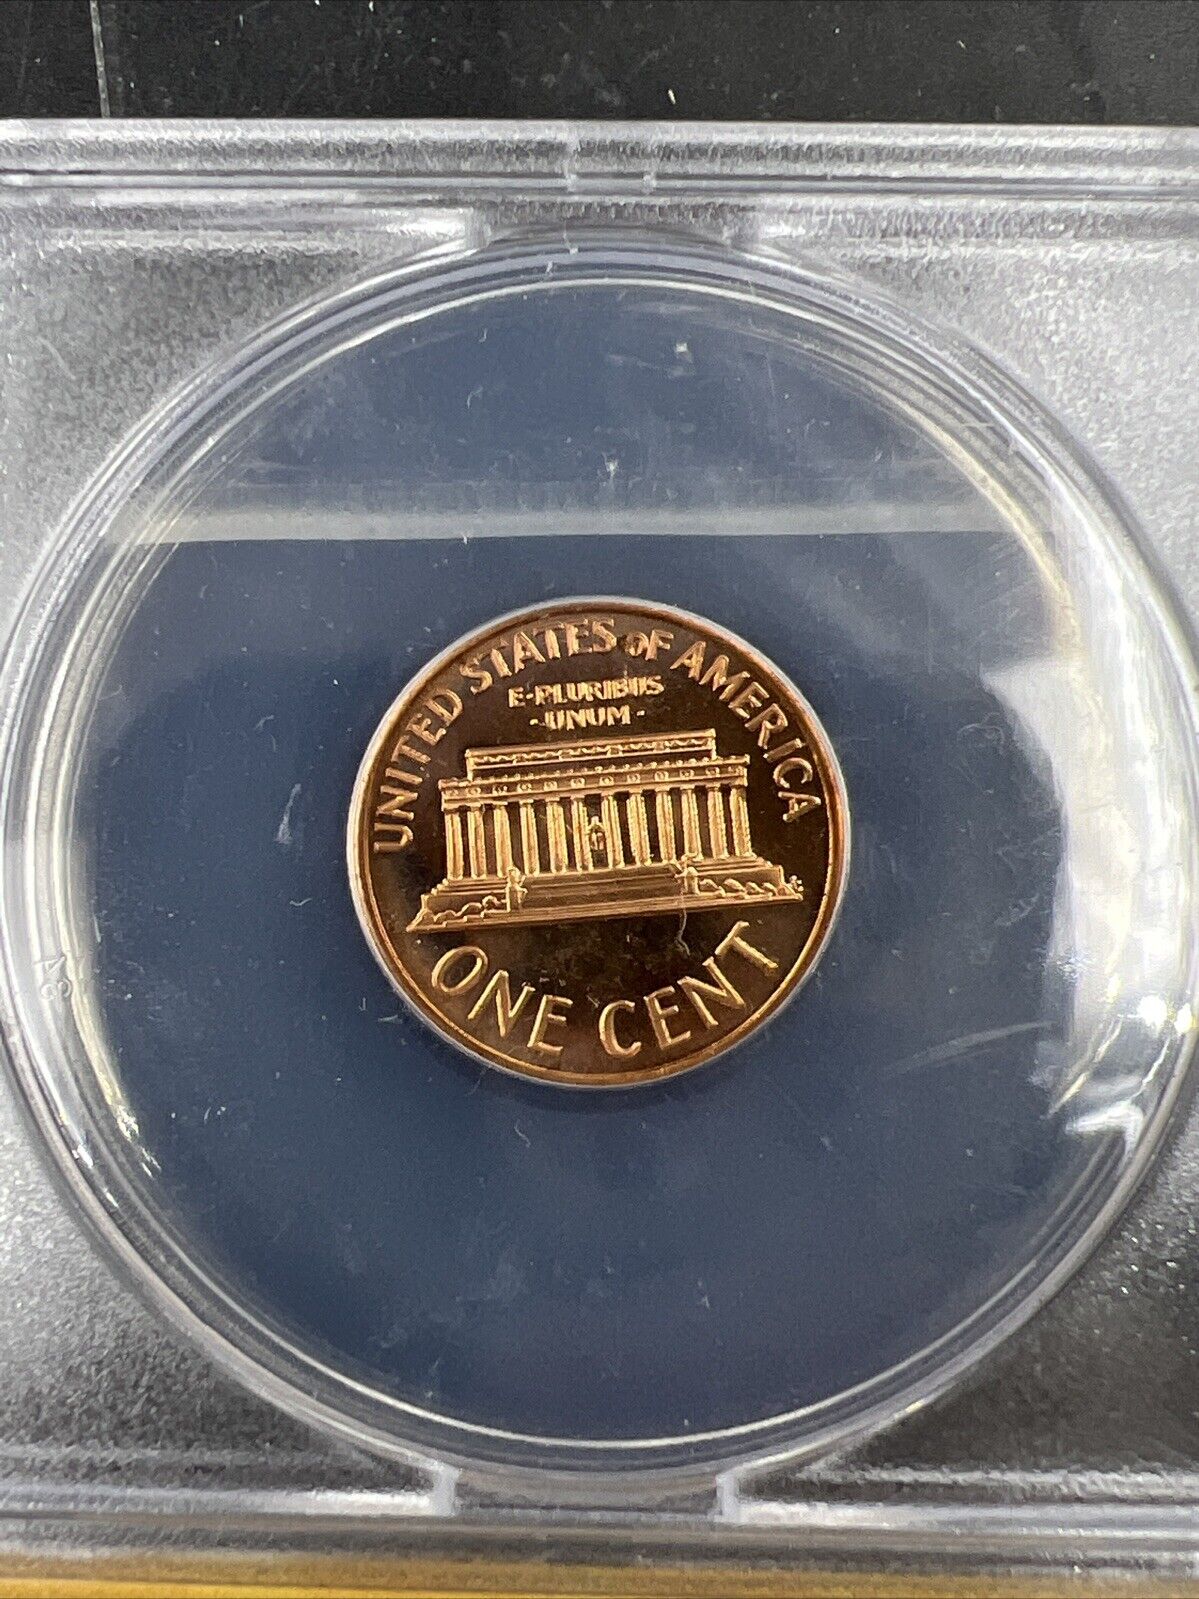 UNITED STATES OF AMERICA
E·PLURIBUS
·UNUM·
ONE CENT